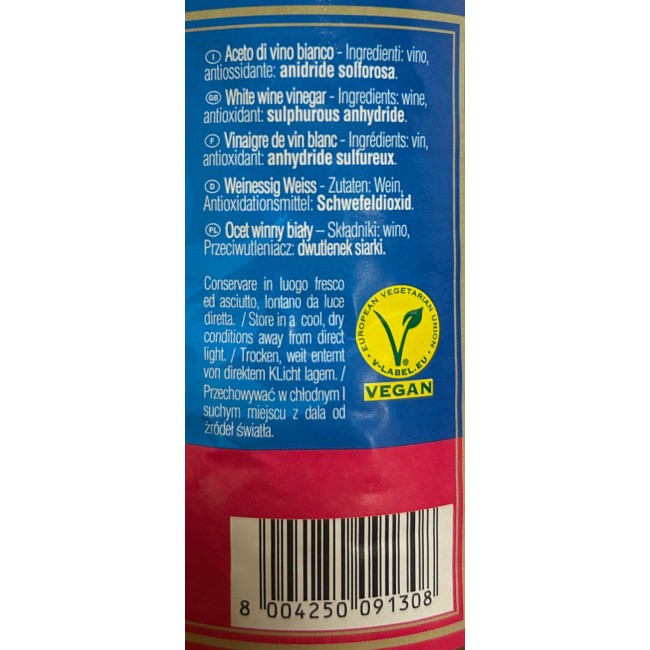 I Aceto di vino bianco - Ingredienti: vino,
antiossidante: anidride solforosa.
GB White wine vinegar - Ingredients: wine,
antioxidant: sulphurous anhydride.
F Vinaigre de vin blanc - Ingrédients: vin,
antioxidant: anhydride sulfureux.
D Weinessig Weiss - Zutaten: Wein,
Antioxidationsmittel: Schwefeldioxid.
PL Ocet winny biały – Składniki: wino,
Przeciwutleniacz: dwutlenek siarki.
Conservare in luogo fresco
ed asciutto, lontano da luce
diretta. / Store in a cool, dry
conditions away from direct
light. / Trocken, weit enternt
von direktem KLicht lagern. /
Przechowywać w chłodnym I
suchym miejscu z dala od
źródeł światła.
EUROPEAN VEGETARIAN UNION
V-LABEL.EU
®
VEGAN
8 004250 091308